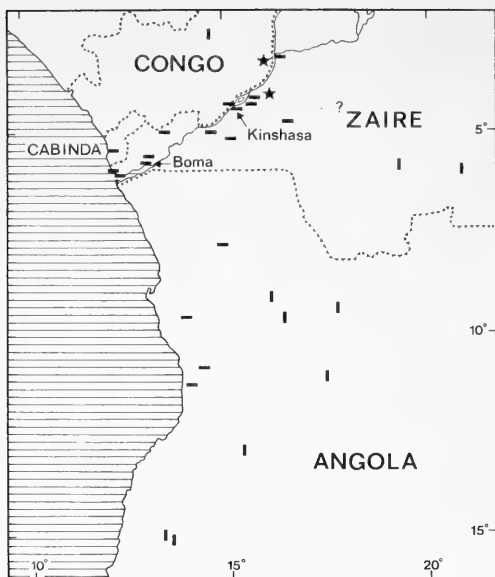 CONGO
?
ZAIRE
5°
Kinshasa
CABINDA
Boma
10°
ANGOLA
15°
10°
15°
20°